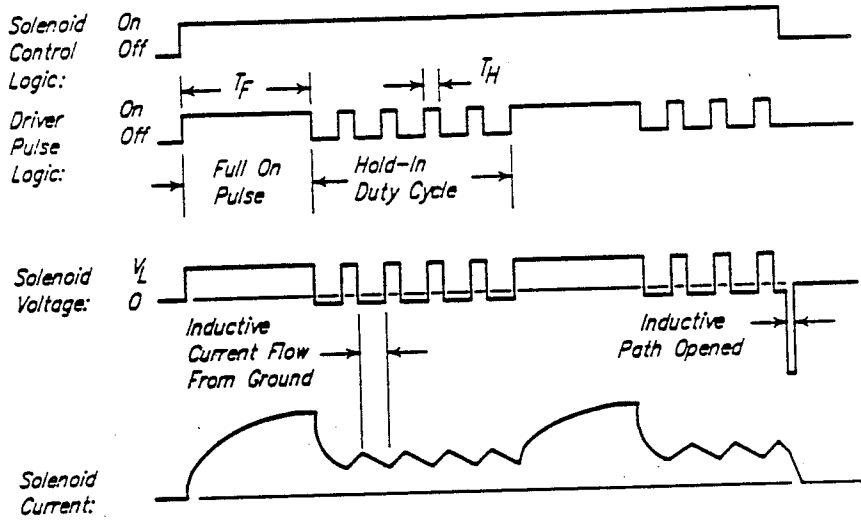 Solenoid On
Control Off
Logic:
T_F
T_H
Driver On
Pulse Off
Logic:
Full On
Pulse
Hold-In
Duty Cycle
Solenoid V_L
Voltage: 0
Inductive
Current Flow
From Ground
Inductive
Path Opened
Solenoid
Current: